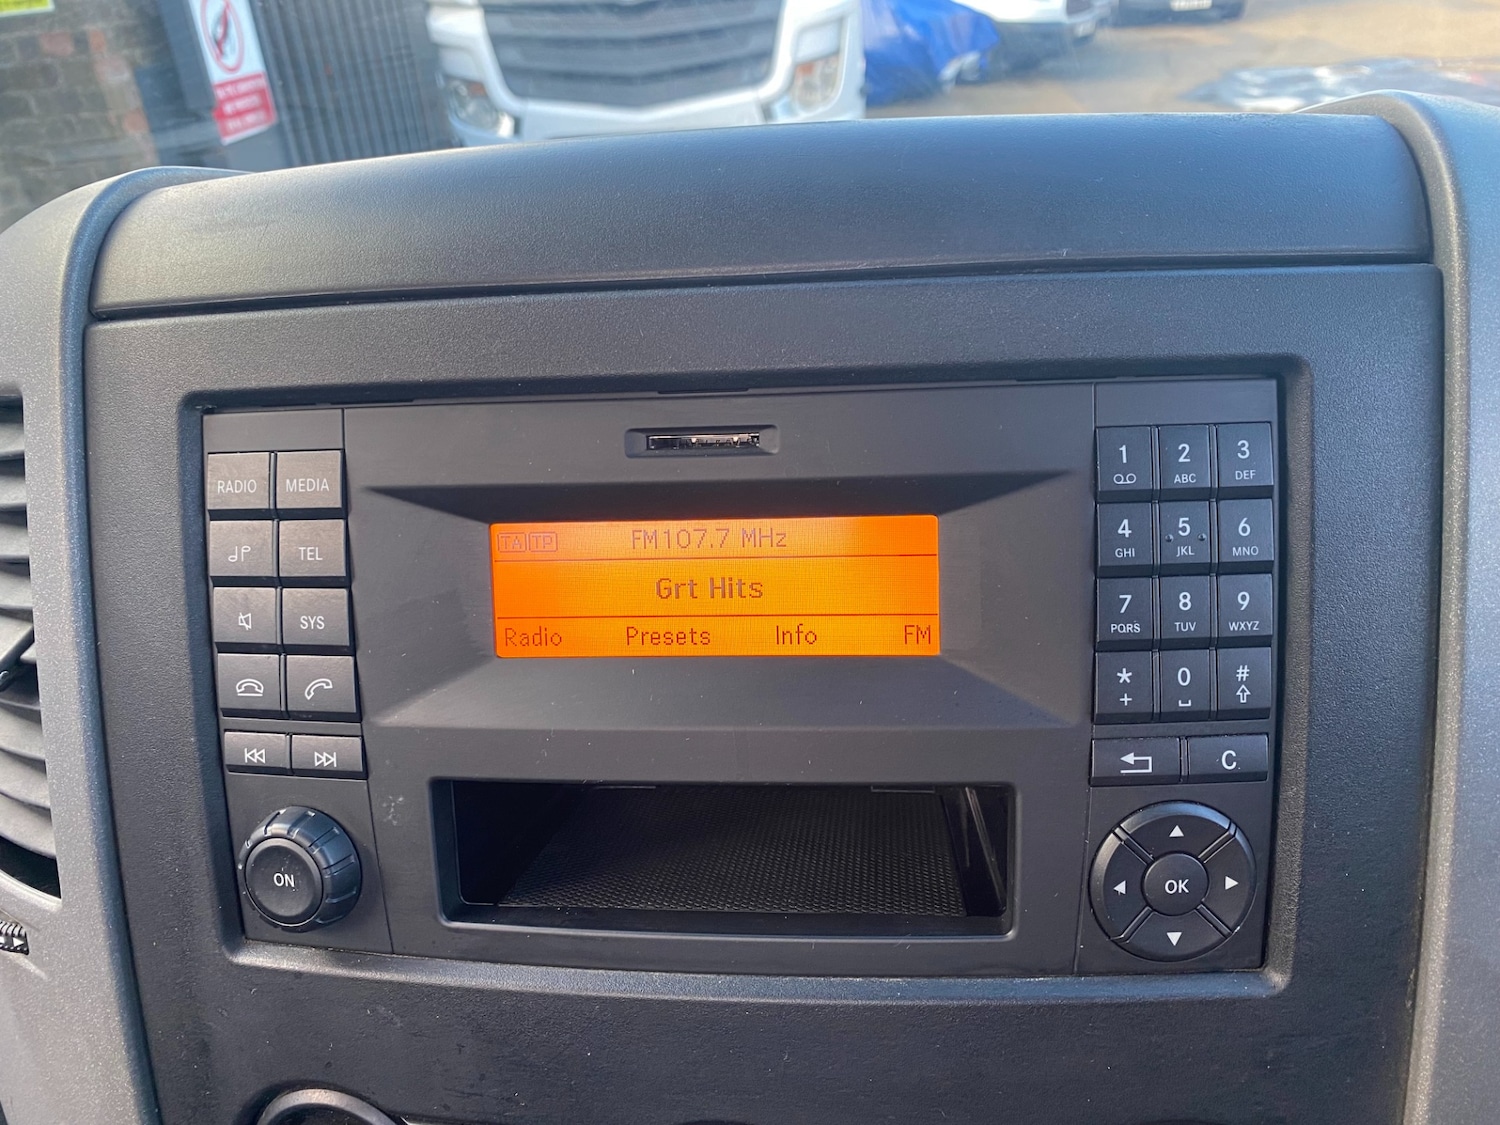 RADIO MEDIA
TEL
SYS
ON
TA TP FM107.7 MHz
Grt Hits
Radio Presets Info FM
1 2 3
ABC DEF
4 5 6
GHI JKL MNO
7 8 9
PQRS TUV WXYZ
* 0 #
+
C
OK